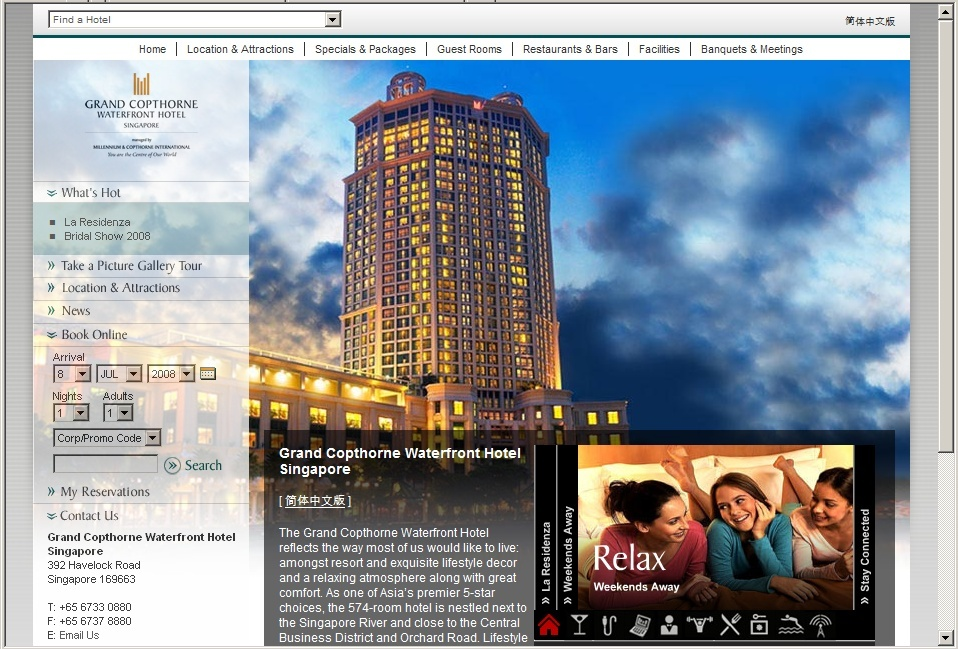 Find a Hotel
简体中文版
Home
Location & Attractions
Specials & Packages
Guest Rooms
Restaurants & Bars
Facilities
Banquets & Meetings
GRAND COPTHORNE
WATERFRONT HOTEL
SINGAPORE
managed by
MILLENNIUM & COPTHORNE INTERNATIONAL
You are the Centre of Our World
What's Hot
La Residenza
Bridal Show 2008
Take a Picture Gallery Tour
Location & Attractions
News
Book Online
Arrival
8 JUL 2008
Nights Adults
1 1
Corp/Promo Code
Search
My Reservations
Contact Us
Grand Copthorne Waterfront Hotel
Singapore
392 Havelock Road
Singapore 169663
T: +65 6733 0880
F: +65 6737 8880
E: Email Us
Grand Copthorne Waterfront Hotel
Singapore
[ 简体中文版 ]
The Grand Copthorne Waterfront Hotel
reflects the way most of us would like to live:
amongst resort and exquisite lifestyle decor
and a relaxing atmosphere along with great
comfort. As one of Asia's premier 5-star
choices, the 574-room hotel is nestled next to
the Singapore River and close to the Central
Business District and Orchard Road. Lifestyle
» La Residenza
» Weekends Away
Relax
Weekends Away
» Stay Connected